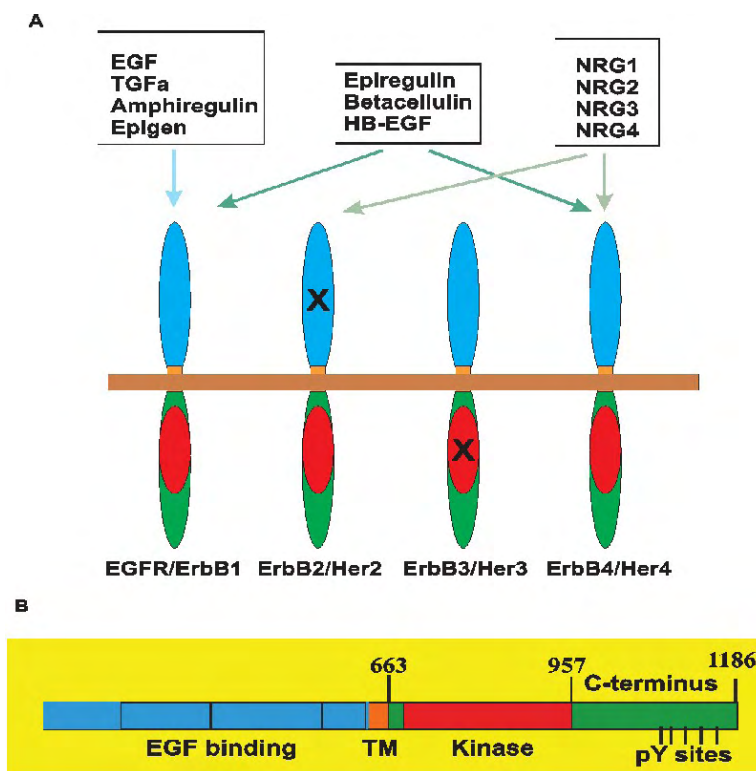 A
EGF
TGFa
Amphiregulin
Epigen
Epiregulin
Betacellulin
HB-EGF
NRG1
NRG2
NRG3
NRG4
X
X
EGFR/ErbB1 ErbB2/Her2 ErbB3/Her3 ErbB4/Her4
B
663 957 1186
C-terminus
EGF binding TM Kinase pY sites